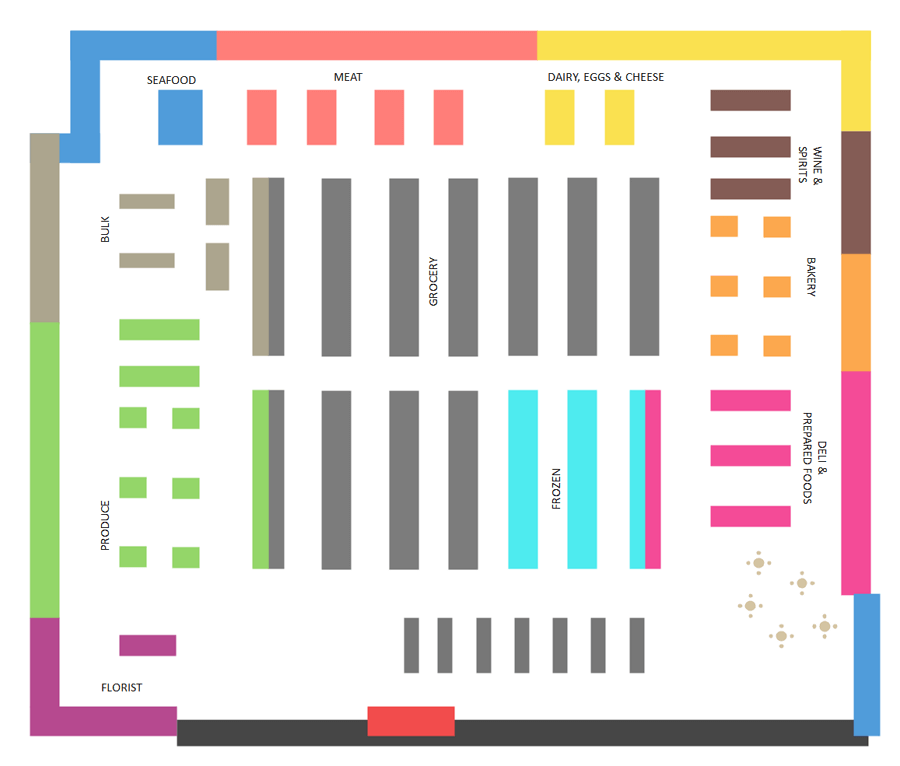 SEAFOOD
MEAT
DAIRY, EGGS & CHEESE
WINE &
SPIRITS
BULK
GROCERY
BAKERY
PRODUCE
FROZEN
DELI &
PREPARED FOODS
FLORIST